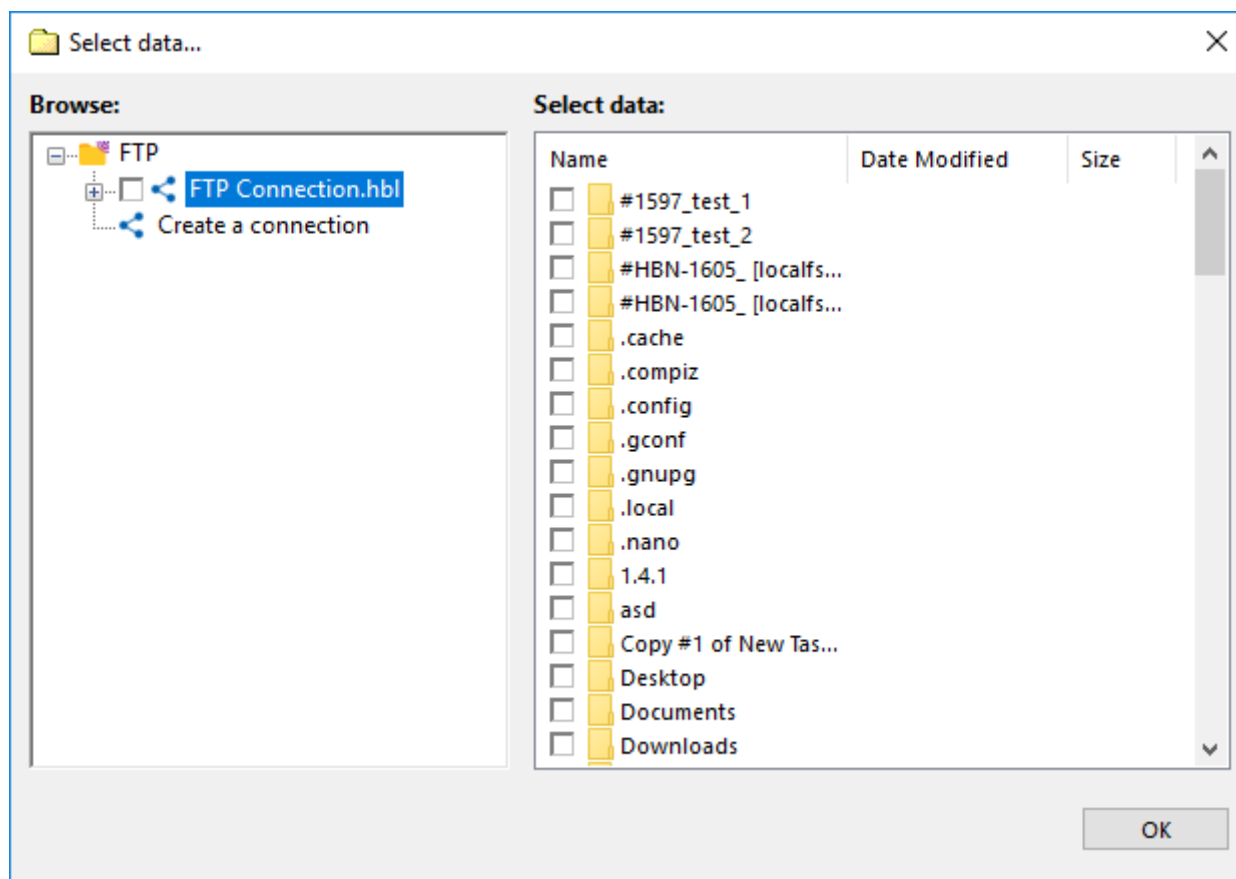 Select data...
Browse:
Select data:
FTP
FTP Connection.hbl
Create a connection
Name Date Modified Size
#1597_test_1
#1597_test_2
#HBN-1605_ [localfs...
#HBN-1605_ [localfs...
.cache
.compiz
.config
.gconf
.gnupg
.local
.nano
1.4.1
asd
Copy #1 of New Tas...
Desktop
Documents
Downloads
OK